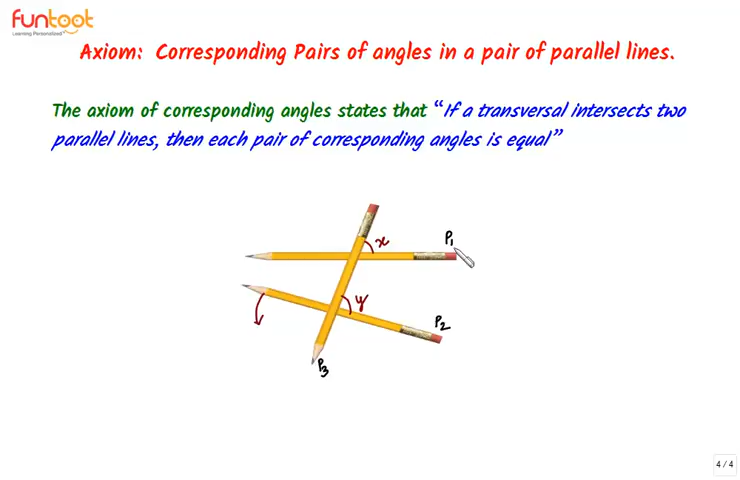 funtoot
Learning Personalized
Axiom: Corresponding Pairs of angles in a pair of parallel lines.
The axiom of corresponding angles states that “If a transversal intersects two
parallel lines, then each pair of corresponding angles is equal”
x
P1
y
P2
P3
4 / 4